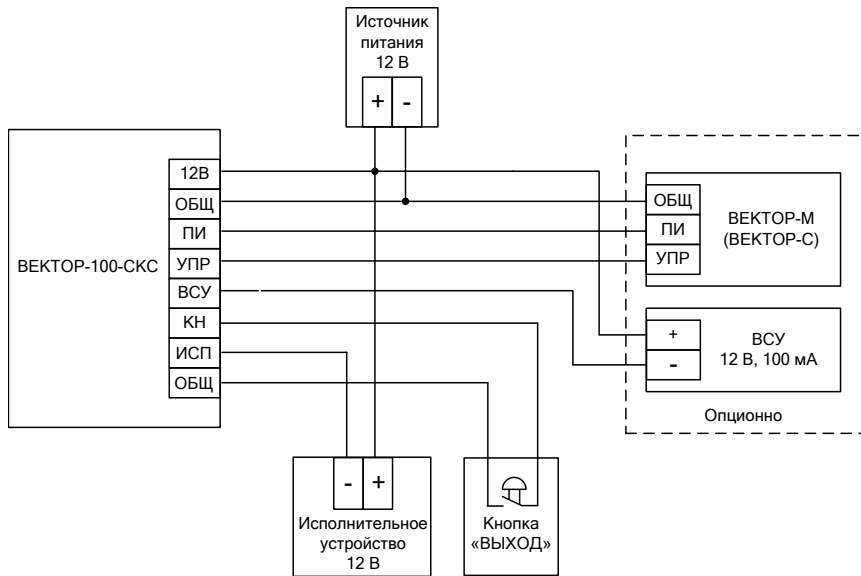 Источник
питания
12 В
+ -
ВЕКТОР-100-СКС
12В
ОБЩ
ПИ
УПР
ВСУ
КН
ИСП
ОБЩ
ОБЩ
ПИ
УПР
ВЕКТОР-М
(ВЕКТОР-С)
+
-
ВСУ
12 В, 100 мА
Опционно
- +
Исполнительное
устройство
12 В
Кнопка
«ВЫХОД»